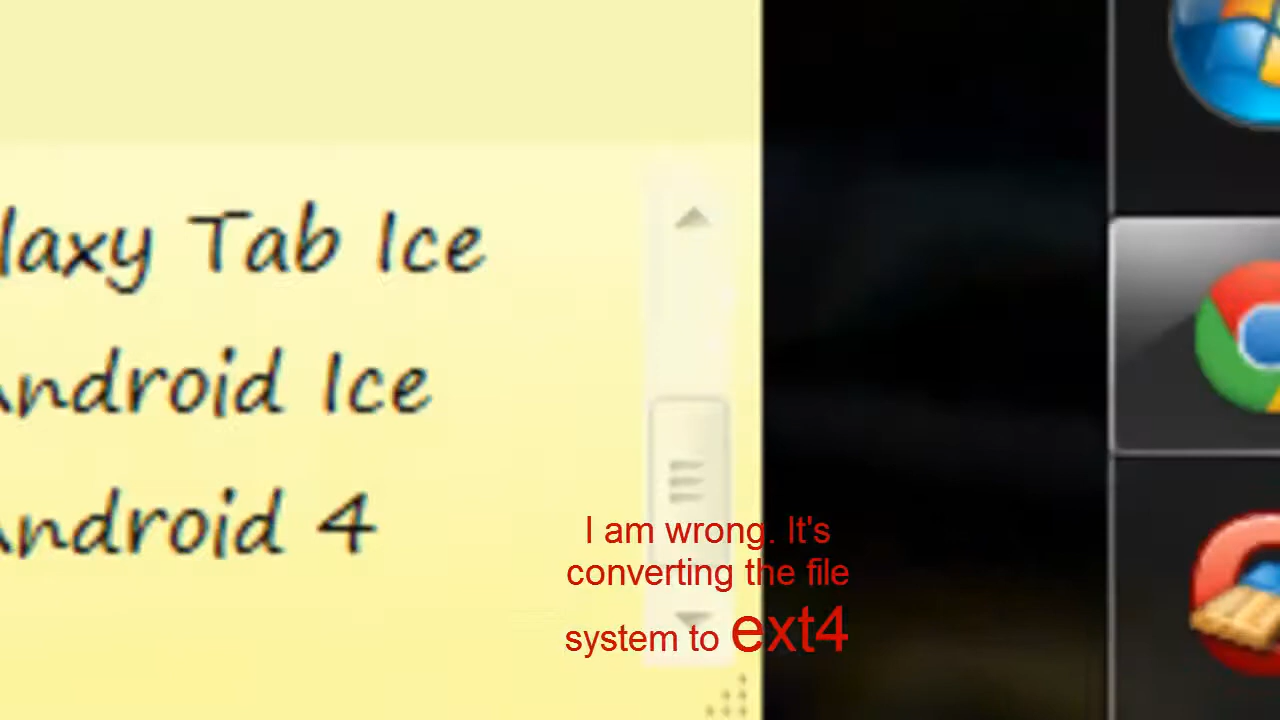 laxy Tab Ice
ndroid Ice
ndroid 4
I am wrong. It's
converting the file
system to ext4